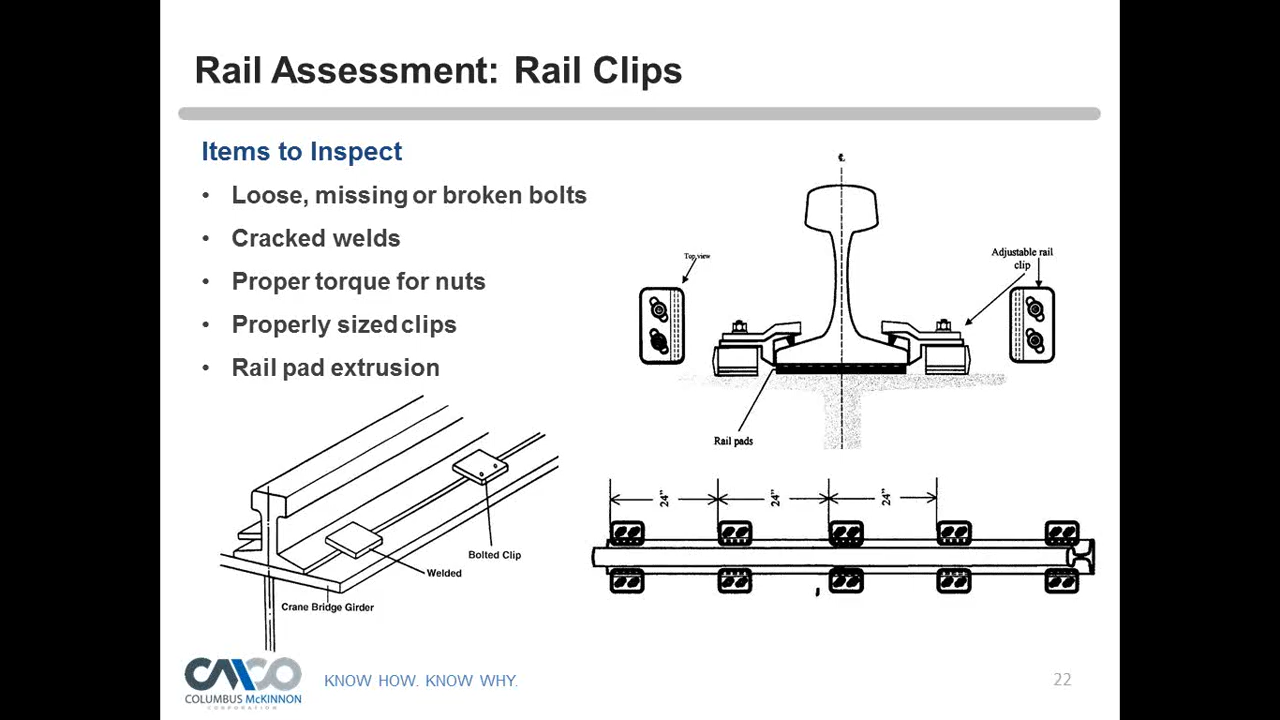 Rail Assessment: Rail Clips
Items to Inspect
• Loose, missing or broken bolts
• Cracked welds
• Proper torque for nuts
• Properly sized clips
• Rail pad extrusion
℄
Top view
Adjustable rail
clip
Rail pads
Bolted Clip
Welded
Crane Bridge Girder
24"
24"
24"
CMCO
COLUMBUS McKINNON
CORPORATION
KNOW HOW. KNOW WHY.
22